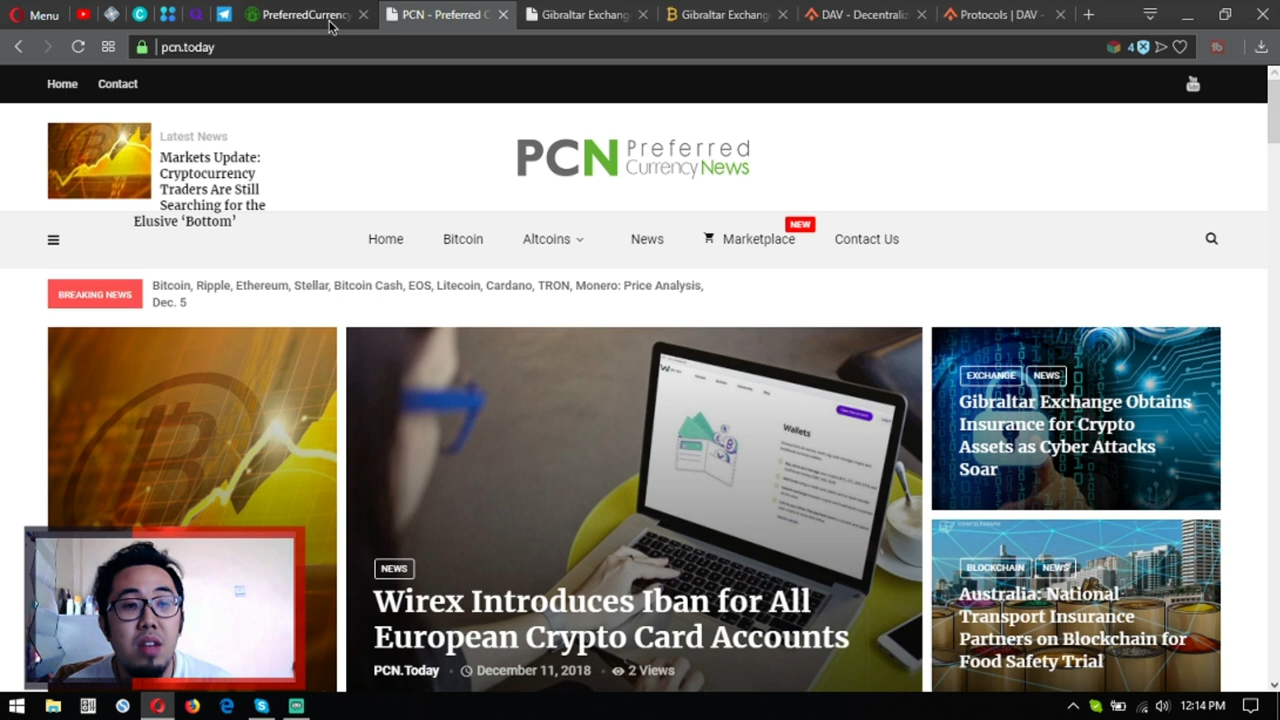 Menu
PreferredCurrency
PCN - Preferred C
Gibraltar Exchang
Gibraltar Exchang
DAV - Decentraliz
Protocols | DAV -
pcn.today
4
Home
Contact
Latest News
Markets Update:
Cryptocurrency
Traders Are Still
Searching for the
Elusive ‘Bottom’
PCN Preferred
Currency News
Home
Bitcoin
Altcoins
News
Marketplace
NEW
Contact Us
BREAKING NEWS
Bitcoin, Ripple, Ethereum, Stellar, Bitcoin Cash, EOS, Litecoin, Cardano, TRON, Monero: Price Analysis,
Dec. 5
Wallets
NEWS
Wirex Introduces Iban for All
European Crypto Card Accounts
PCN.Today
December 11, 2018
2 Views
EXCHANGE
NEWS
Gibraltar Exchange Obtains
Insurance for Crypto
Assets as Cyber Attacks
Soar
BLOCKCHAIN
NEWS
Australia: National
Transport Insurance
Partners on Blockchain for
Food Safety Trial
12:14 PM